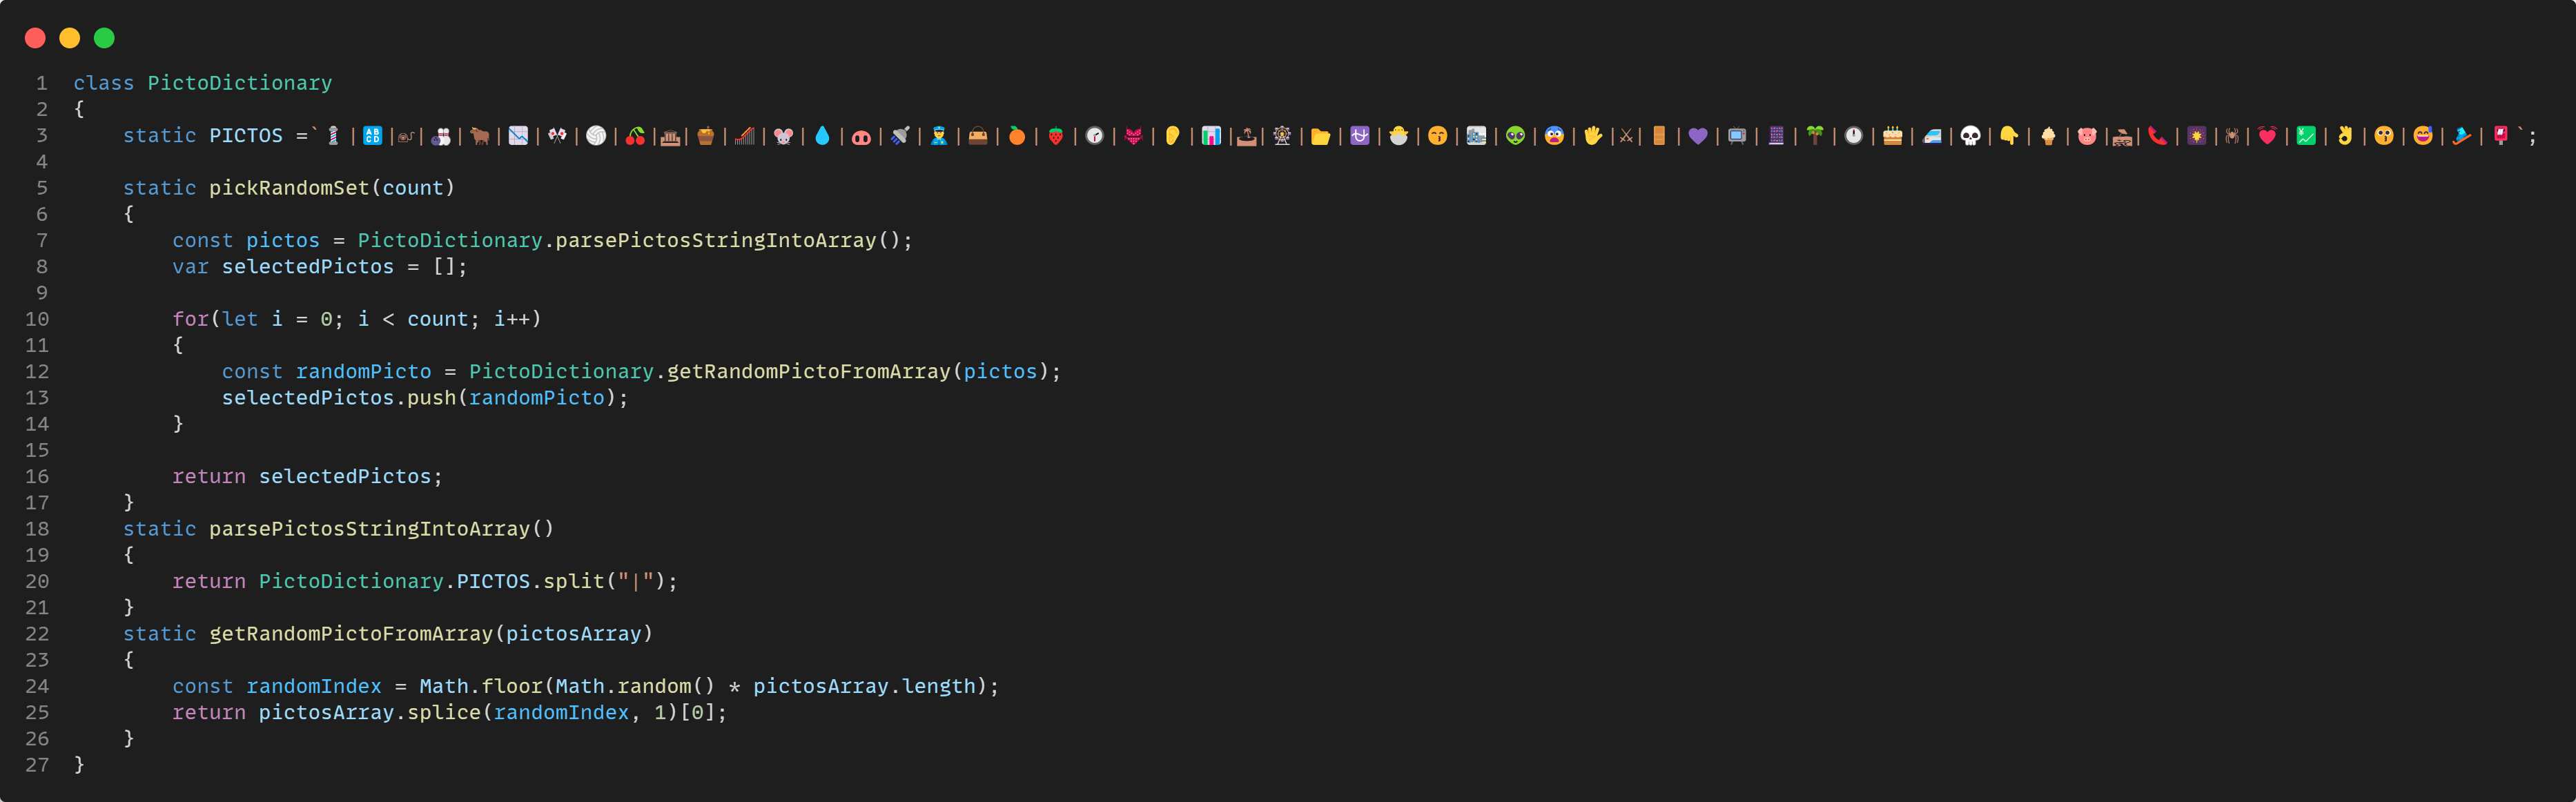 1 class PictoDictionary
2 {
3     static PICTOS =`💈|🔠|🐭|🎳|🐂|📉|🎌|🏐|🍒|🏛|🍯|🎢|🐭|💧|🐽|🛰|👮|👜|🍊|🍓|🕝|👾|👂|📊|🏝|🎡|📂|⛎|🐣|😙|🏞|👽|😨|🖐|⚔|🚪|💜|📺|🌆|🌴|🕛|🎂|🚅|💀|👇|🍦|🐷|🏘|📞|🎇|🕷|💓|💹|👌|😚|😅|⛷|📮`;
4
5     static pickRandomSet(count)
6     {
7         const pictos = PictoDictionary.parsePictosStringIntoArray();
8         var selectedPictos = [];
9
10         for(let i = 0; i < count; i++)
11         {
12             const randomPicto = PictoDictionary.getRandomPictoFromArray(pictos);
13             selectedPictos.push(randomPicto);
14         }
15
16         return selectedPictos;
17     }
18     static parsePictosStringIntoArray()
19     {
20         return PictoDictionary.PICTOS.split("|");
21     }
22     static getRandomPictoFromArray(pictosArray)
23     {
24         const randomIndex = Math.floor(Math.random() * pictosArray.length);
25         return pictosArray.splice(randomIndex, 1)[0];
26     }
27 }